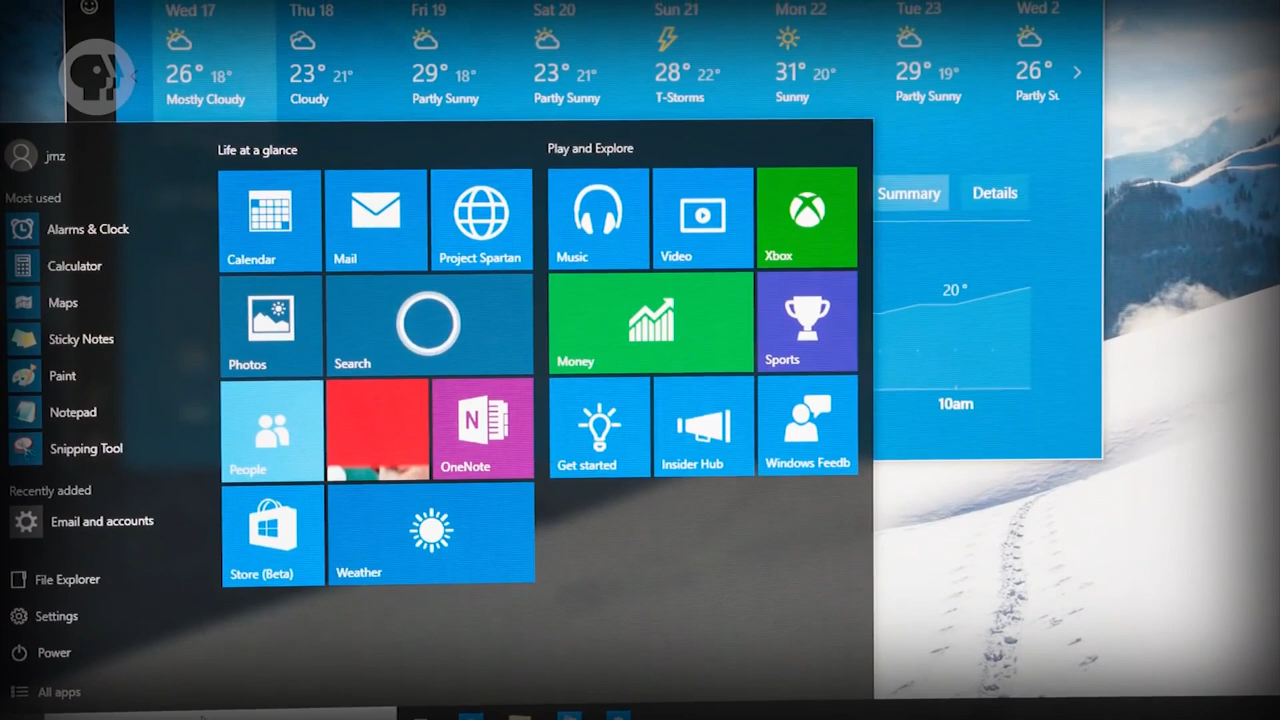 Wed 17
Thu 18
Fri 19
Sat 20
Sun 21
Mon 22
Tue 23
Wed 2
26° 18°
23° 21°
29° 18°
23° 21°
28° 22°
31° 20°
29° 19°
26°
Mostly Cloudy
Cloudy
Partly Sunny
Partly Sunny
T-Storms
Sunny
Partly Sunny
Partly Su
Summary
Details
20°
10am
jmz
Most used
Alarms & Clock
Calculator
Maps
Sticky Notes
Paint
Notepad
Snipping Tool
Recently added
Email and accounts
File Explorer
Settings
Power
All apps
Life at a glance
Calendar
Mail
Project Spartan
Photos
Search
People
N
OneNote
Store (Beta)
Weather
Play and Explore
Music
Video
Xbox
Money
Sports
Get started
Insider Hub
Windows Feedb